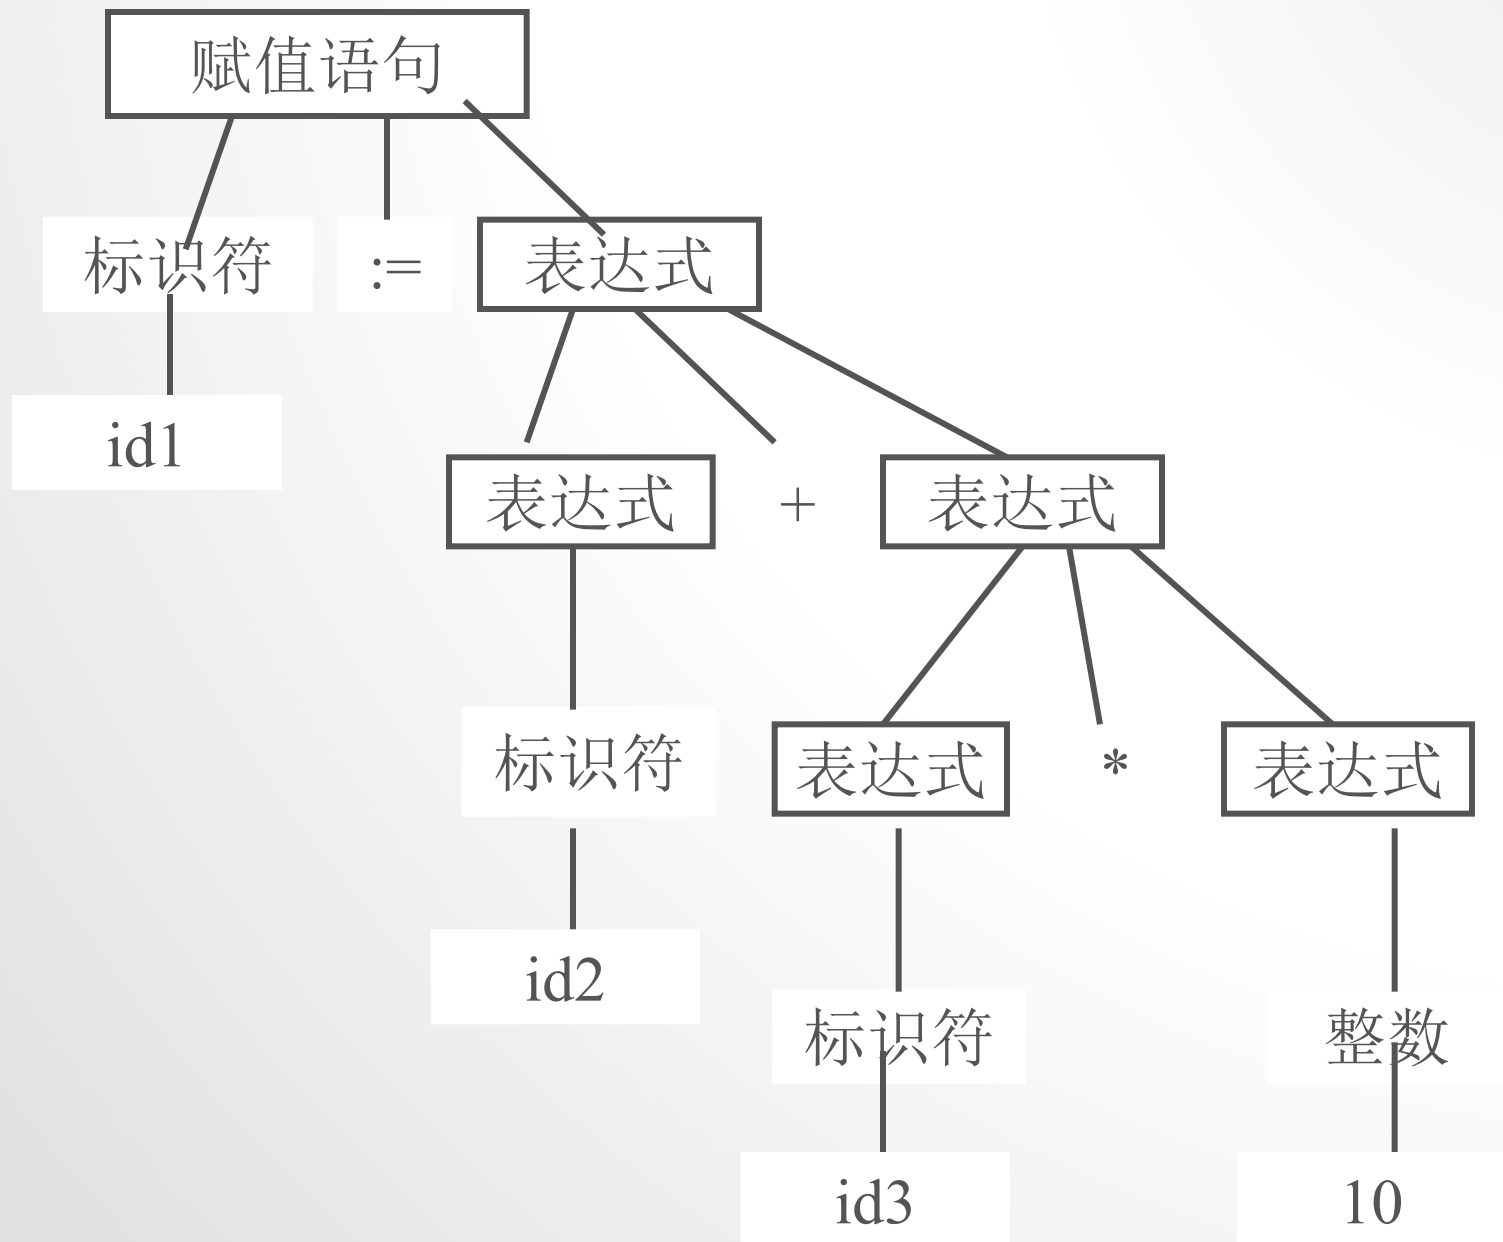 赋值语句
标识符 := 表达式
id1
表达式 + 表达式
标识符 表达式 * 表达式
id2
标识符 整数
id3 10